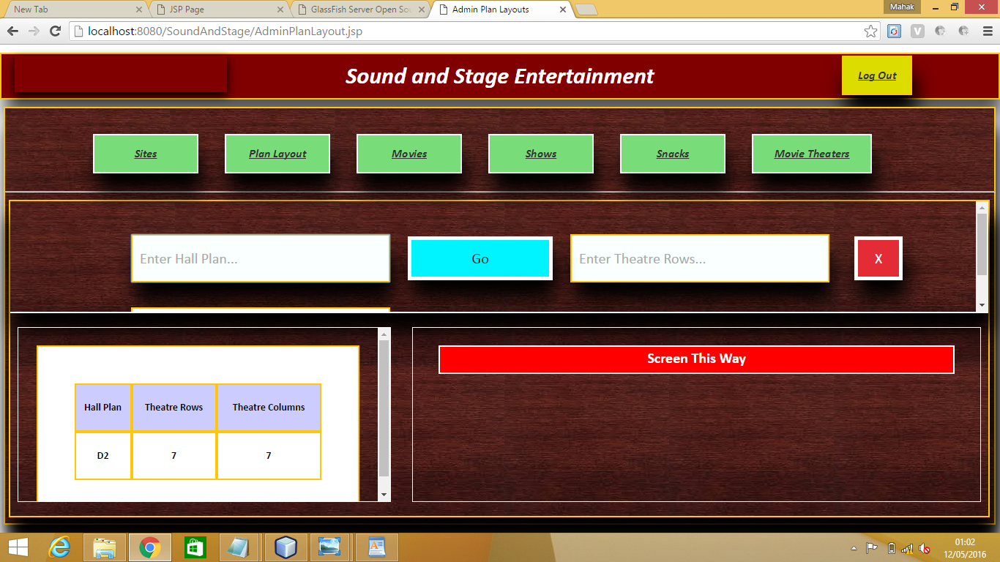 New Tab
JSP Page
GlassFish Server Open Sou
Admin Plan Layouts
Mahak
localhost:8080/SoundAndStage/AdminPlanLayout.jsp
Sound and Stage Entertainment
Log Out
Sites
Plan Layout
Movies
Shows
Snacks
Movie Theaters
Enter Hall Plan...
Go
Enter Theatre Rows...
X
Screen This Way
Hall Plan Theatre Rows Theatre Columns
D2 7 7
01:02
12/05/2016